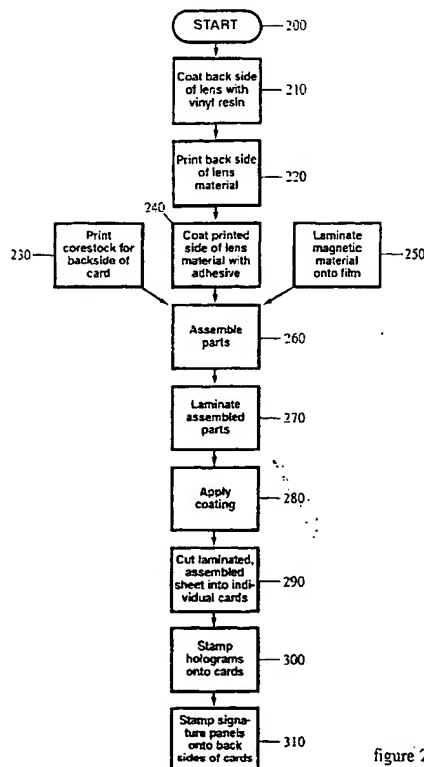 START
200
Coat back side
of lens with
vinyl resin
210
Print back side
of lens
material
220
240
230
Print
corestock for
backside of
card
Coat printed
side of lens
material with
adhesive
Laminate
magnetic
material
onto film
250
Assemble
parts
260
Laminate
assembled
parts
270
Apply
coating
280
Cut laminated,
assembled
sheet into indi-
vidual cards
290
Stamp
holograms
onto cards
300
Stamp signa-
ture panels
onto back
sides of cards
310
figure 2